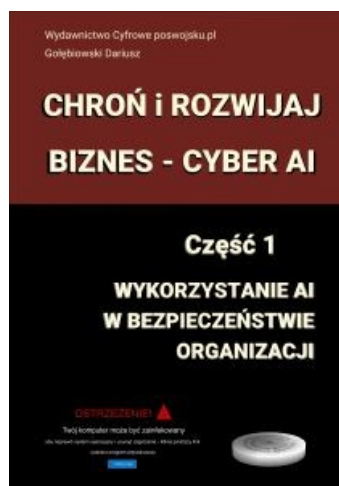 Wydawnictwo Cyfrowe poswojsku.pl
Gołębiowski Dariusz
CHROŃ i ROZWIJAJ
BIZNES - CYBER AI
Część 1
WYKORZYSTANIE AI
W BEZPIECZEŃSTWIE
ORGANIZACJI
OSTRZEŻENIE!
Twój komputer może być zainfekowany